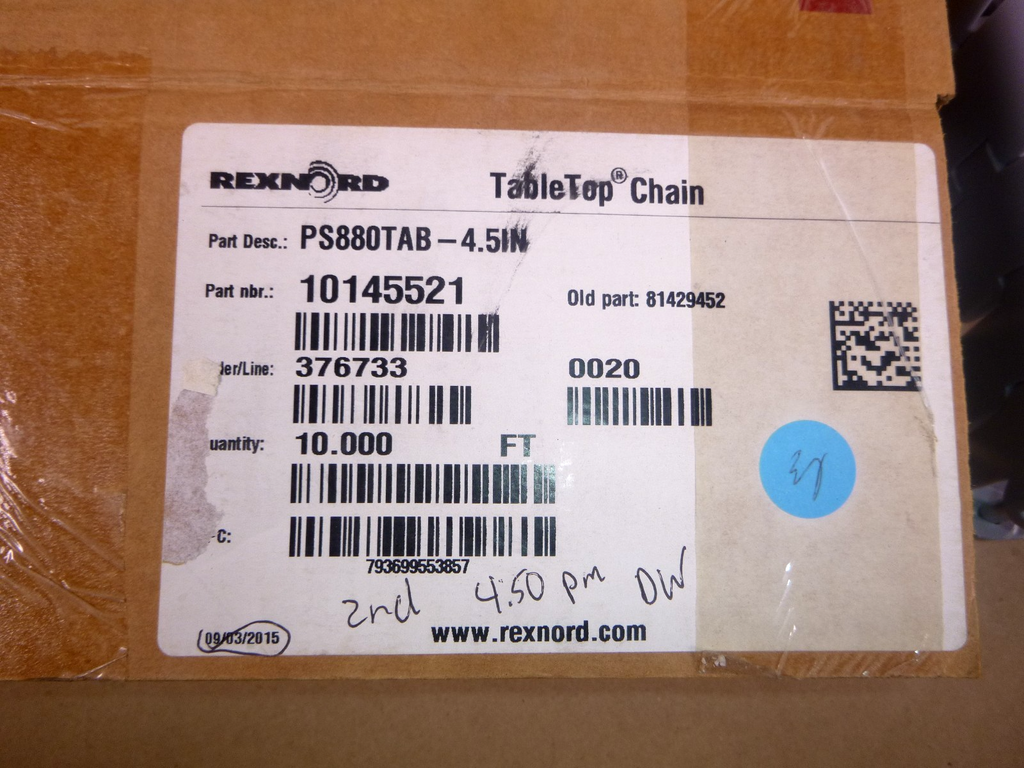 REXNORD TableTop® Chain
Part Desc.: PS880TAB-4.5IN
Part nbr.: 10145521 Old part: 81429452
der/Line: 376733 0020
uantity: 10.000 FT
C:
793699553857
2nd 4.50 pm DW
09/03/2015 www.rexnord.com